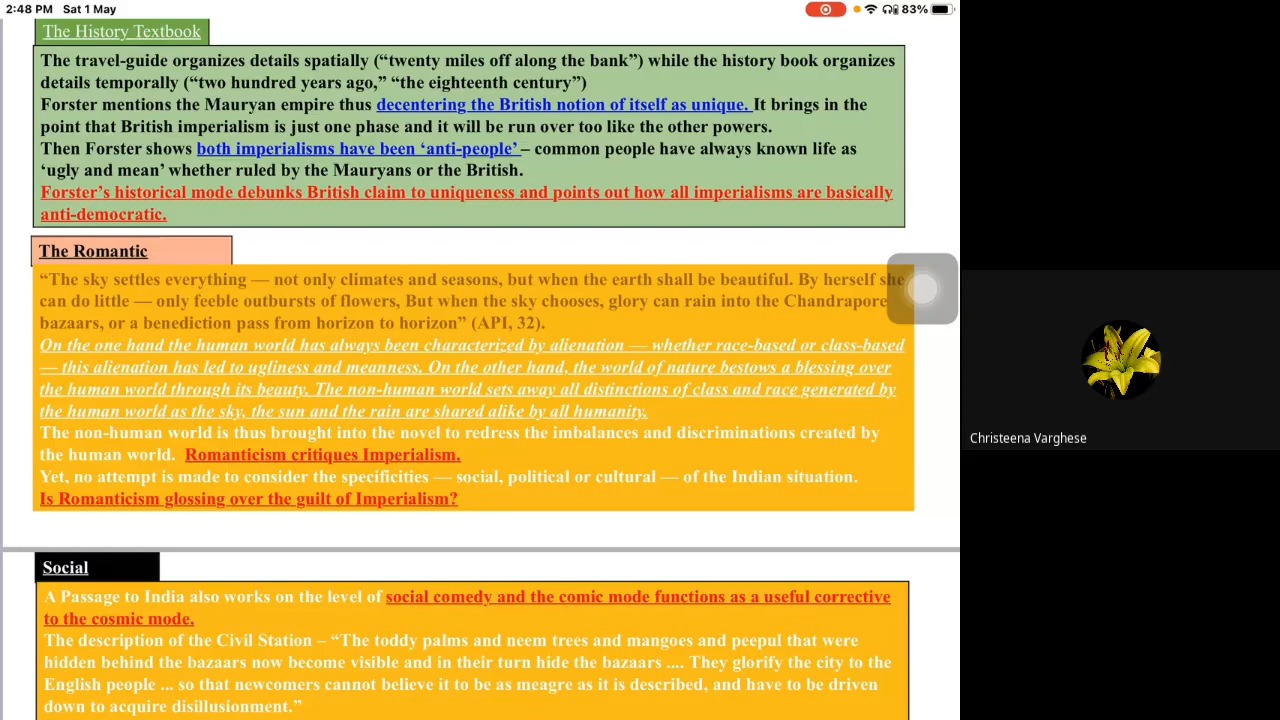 2:48 PM Sat 1 May
83%
The History Textbook
The travel-guide organizes details spatially (“twenty miles off along the bank”) while the history book organizes
details temporally (“two hundred years ago,” “the eighteenth century”)
Forster mentions the Mauryan empire thus decentering the British notion of itself as unique. It brings in the
point that British imperialism is just one phase and it will be run over too like the other powers.
Then Forster shows both imperialisms have been ‘anti-people’ – common people have always known life as
‘ugly and mean’ whether ruled by the Mauryans or the British.
Forster’s historical mode debunks British claim to uniqueness and points out how all imperialisms are basically
anti-democratic.
The Romantic
“The sky settles everything — not only climates and seasons, but when the earth shall be beautiful. By herself she
can do little — only feeble outbursts of flowers, But when the sky chooses, glory can rain into the Chandrapore
bazaars, or a benediction pass from horizon to horizon” (API, 32).
On the one hand the human world has always been characterized by alienation — whether race-based or class-based
— this alienation has led to ugliness and meanness. On the other hand, the world of nature bestows a blessing over
the human world through its beauty. The non-human world sets away all distinctions of class and race generated by
the human world as the sky, the sun and the rain are shared alike by all humanity.
The non-human world is thus brought into the novel to redress the imbalances and discriminations created by
the human world. Romanticism critiques Imperialism.
Yet, no attempt is made to consider the specificities — social, political or cultural — of the Indian situation.
Is Romanticism glossing over the guilt of Imperialism?
Christeena Varghese
Social
A Passage to India also works on the level of social comedy and the comic mode functions as a useful corrective
to the cosmic mode.
The description of the Civil Station – “The toddy palms and neem trees and mangoes and peepul that were
hidden behind the bazaars now become visible and in their turn hide the bazaars .... They glorify the city to the
English people ... so that newcomers cannot believe it to be as meagre as it is described, and have to be driven
down to acquire disillusionment.”